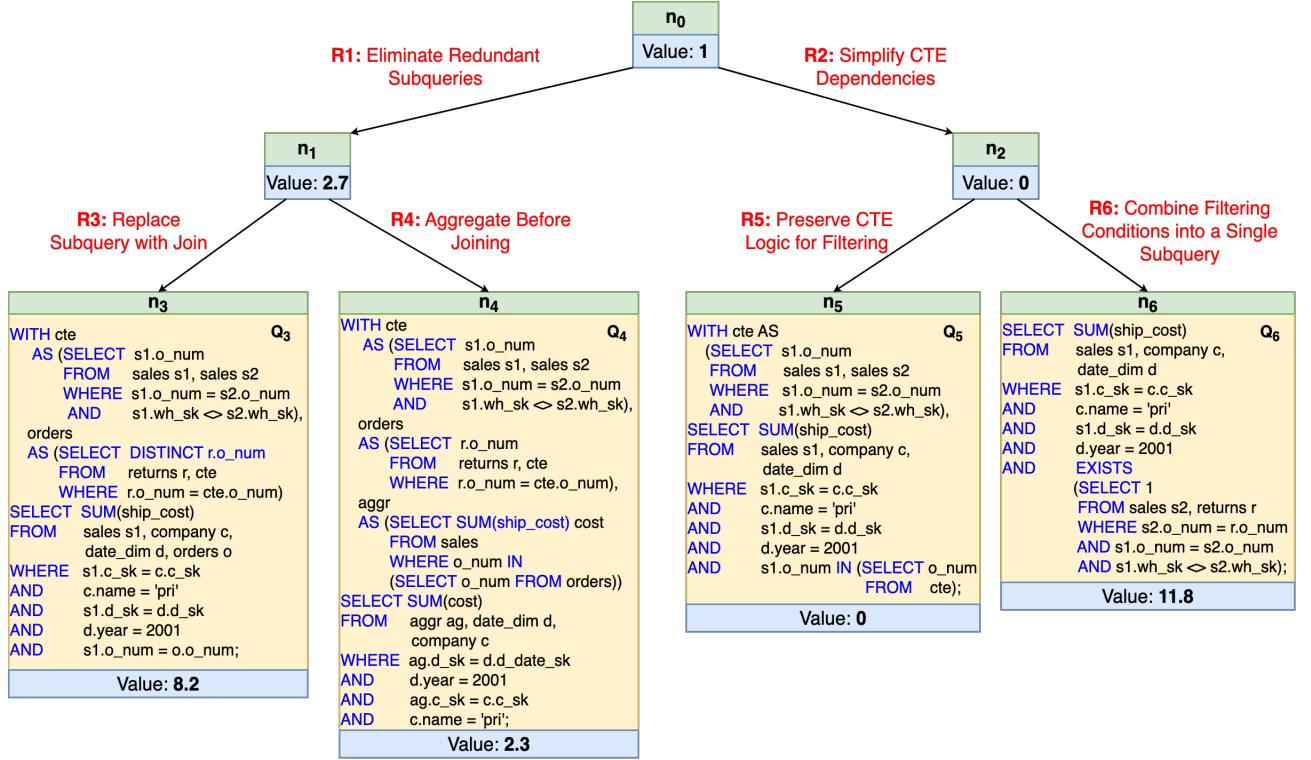 n0
Value: 1
R1: Eliminate Redundant
Subqueries
R2: Simplify CTE
Dependencies
n1
Value: 2.7
n2
Value: 0
R3: Replace
Subquery with Join
R4: Aggregate Before
Joining
R5: Preserve CTE
Logic for Filtering
R6: Combine Filtering
Conditions into a Single
Subquery
n3
Q3
WITH cte
AS (SELECT s1.o_num
FROM sales s1, sales s2
WHERE s1.o_num = s2.o_num
AND s1.wh_sk <> s2.wh_sk),
orders
AS (SELECT DISTINCT r.o_num
FROM returns r, cte
WHERE r.o_num = cte.o_num)
SELECT SUM(ship_cost)
FROM sales s1, company c,
date_dim d, orders o
WHERE s1.c_sk = c.c_sk
AND c.name = 'pri'
AND s1.d_sk = d.d_sk
AND d.year = 2001
AND s1.o_num = o.o_num;
Value: 8.2
n4
Q4
WITH cte
AS (SELECT s1.o_num
FROM sales s1, sales s2
WHERE s1.o_num = s2.o_num
AND s1.wh_sk <> s2.wh_sk),
orders
AS (SELECT r.o_num
FROM returns r, cte
WHERE r.o_num = cte.o_num),
aggr
AS (SELECT SUM(ship_cost) cost
FROM sales
WHERE o_num IN
(SELECT o_num FROM orders))
SELECT SUM(cost)
FROM aggr ag, date_dim d,
company c
WHERE ag.d_sk = d.d_date_sk
AND d.year = 2001
AND ag.c_sk = c.c_sk
AND c.name = 'pri';
Value: 2.3
n5
Q5
WITH cte AS
(SELECT s1.o_num
FROM sales s1, sales s2
WHERE s1.o_num = s2.o_num
AND s1.wh_sk <> s2.wh_sk),
SELECT SUM(ship_cost)
FROM sales s1, company c,
date_dim d
WHERE s1.c_sk = c.c_sk
AND c.name = 'pri'
AND s1.d_sk = d.d_sk
AND d.year = 2001
AND s1.o_num IN (SELECT o_num
FROM cte);
Value: 0
n6
Q6
SELECT SUM(ship_cost)
FROM sales s1, company c,
date_dim d
WHERE s1.c_sk = c.c_sk
AND c.name = 'pri'
AND s1.d_sk = d.d_sk
AND d.year = 2001
AND EXISTS
(SELECT 1
FROM sales s2, returns r
WHERE s2.o_num = r.o_num
AND s1.o_num = s2.o_num
AND s1.wh_sk <> s2.wh_sk);
Value: 11.8